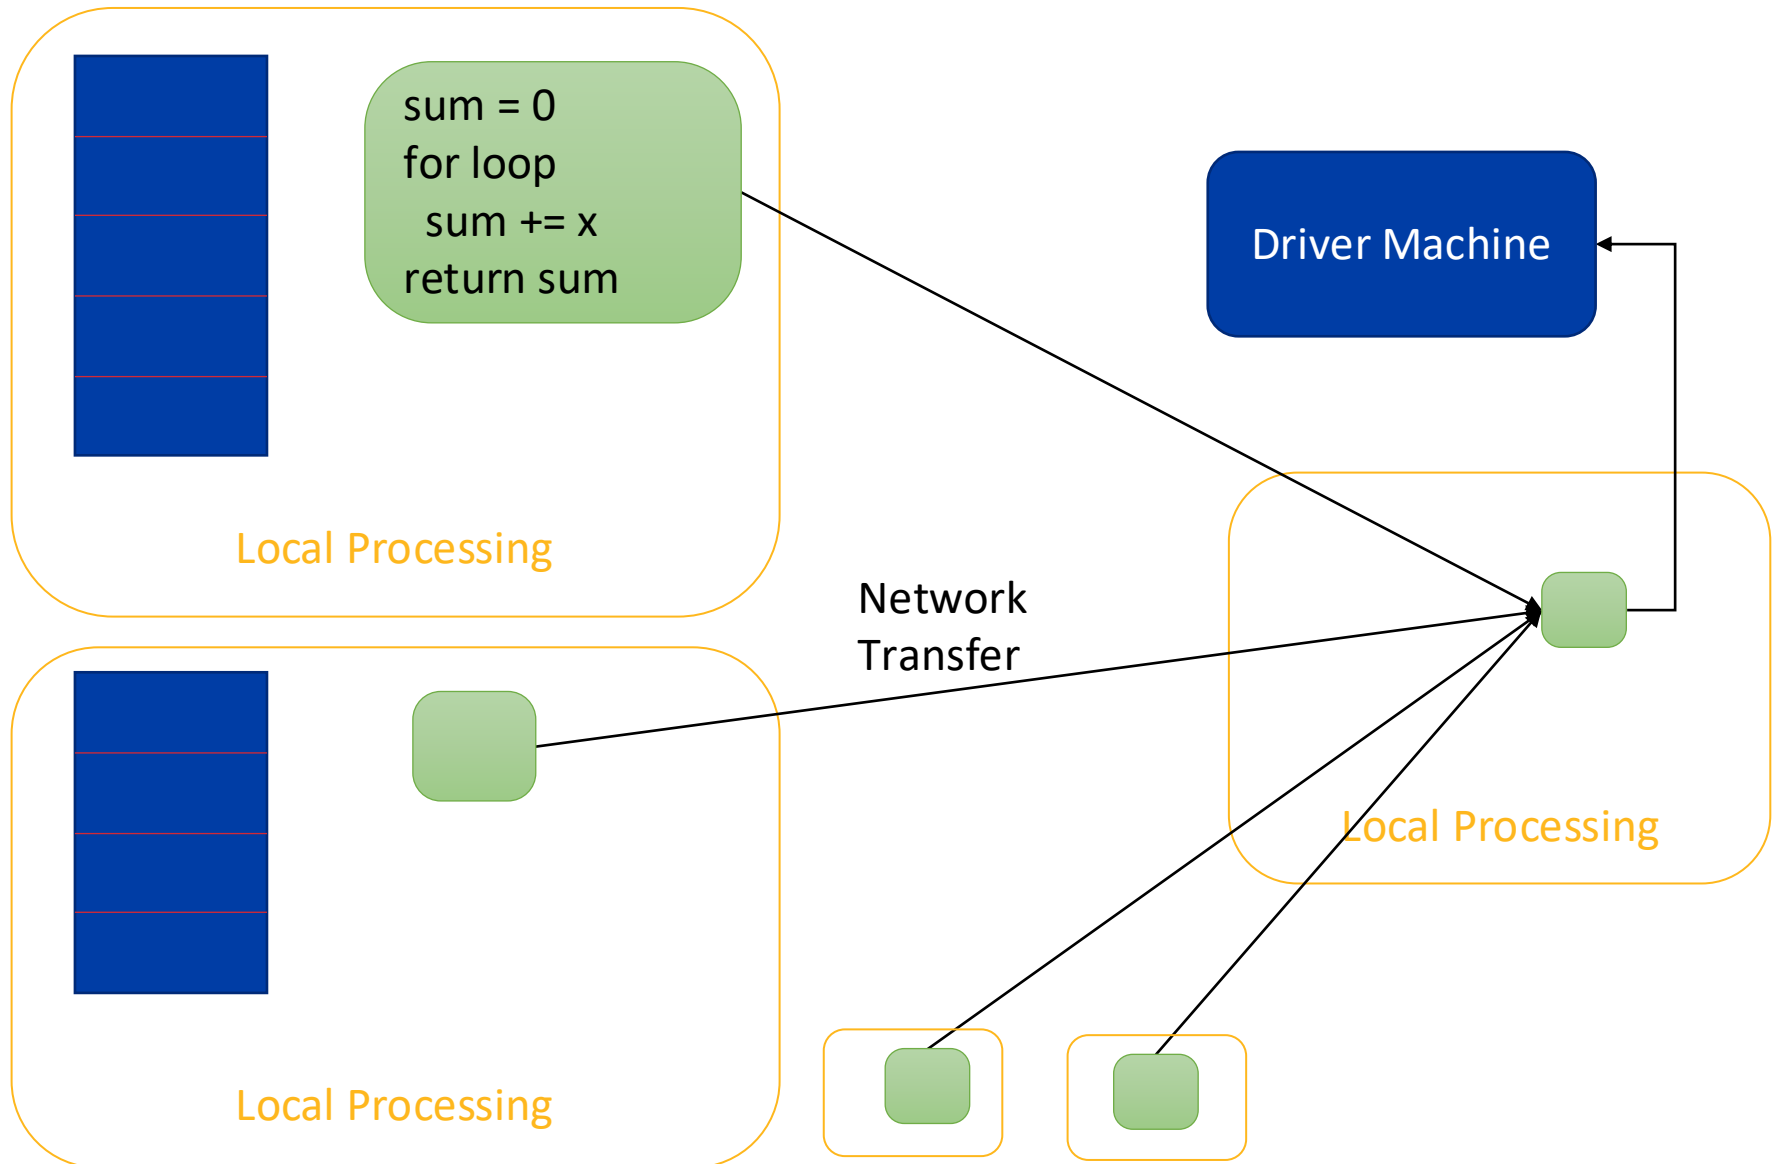 sum = 0
for loop
sum += x
return sum
Local Processing
Driver Machine
Network
Transfer
Local Processing
Local Processing